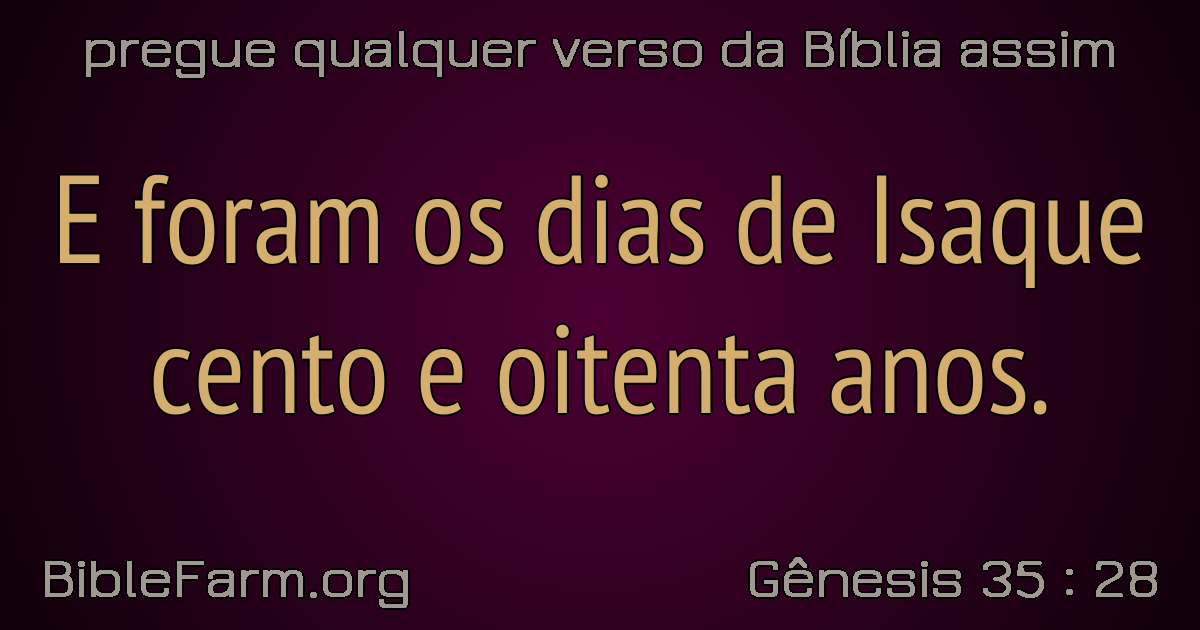 pregue qualquer verso da Bíblia assim
E foram os dias de Isaque
cento e oitenta anos.
BibleFarm.org
Gênesis 35 : 28